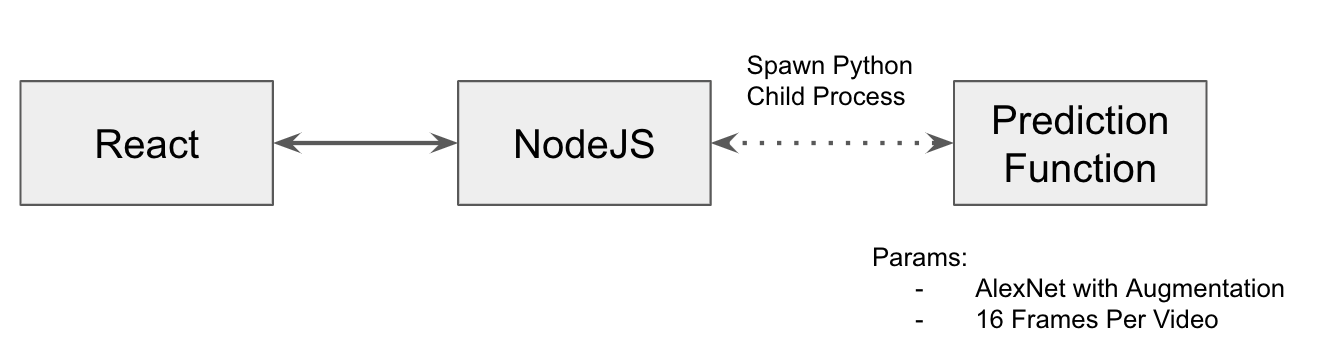 React
NodeJS
Spawn Python
Child Process
Prediction
Function
Params:
- AlexNet with Augmentation
- 16 Frames Per Video